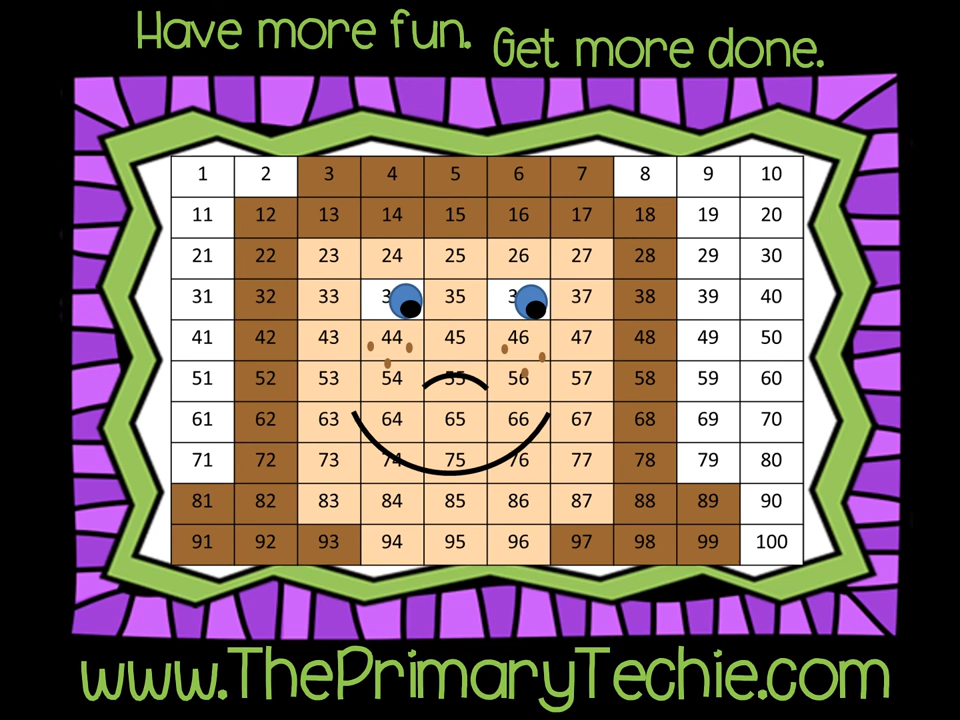 Have more fun. Get more done.
1 2 3 4 5 6 7 8 9 10
11 12 13 14 15 16 17 18 19 20
21 22 23 24 25 26 27 28 29 30
31 32 33 35 37 38 39 40
41 42 43 44 45 46 47 48 49 50
51 52 53 54 55 56 57 58 59 60
61 62 63 64 65 66 67 68 69 70
71 72 73 74 75 76 77 78 79 80
81 82 83 84 85 86 87 88 89 90
91 92 93 94 95 96 97 98 99 100
www.ThePrimaryTechie.com